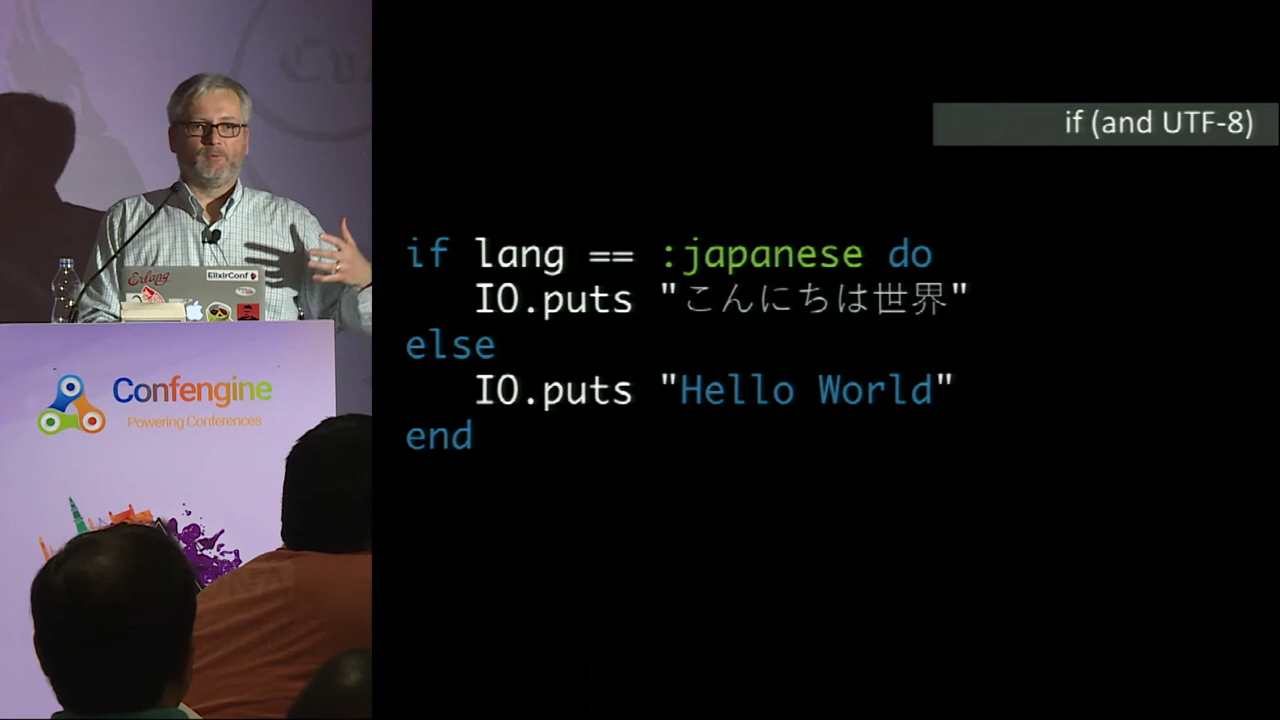 if (and UTF-8)
if lang == :japanese do
IO.puts "こんにちは世界"
else
IO.puts "Hello World"
end
Erlang
ElixirConf
Confengine
Powering Conferences